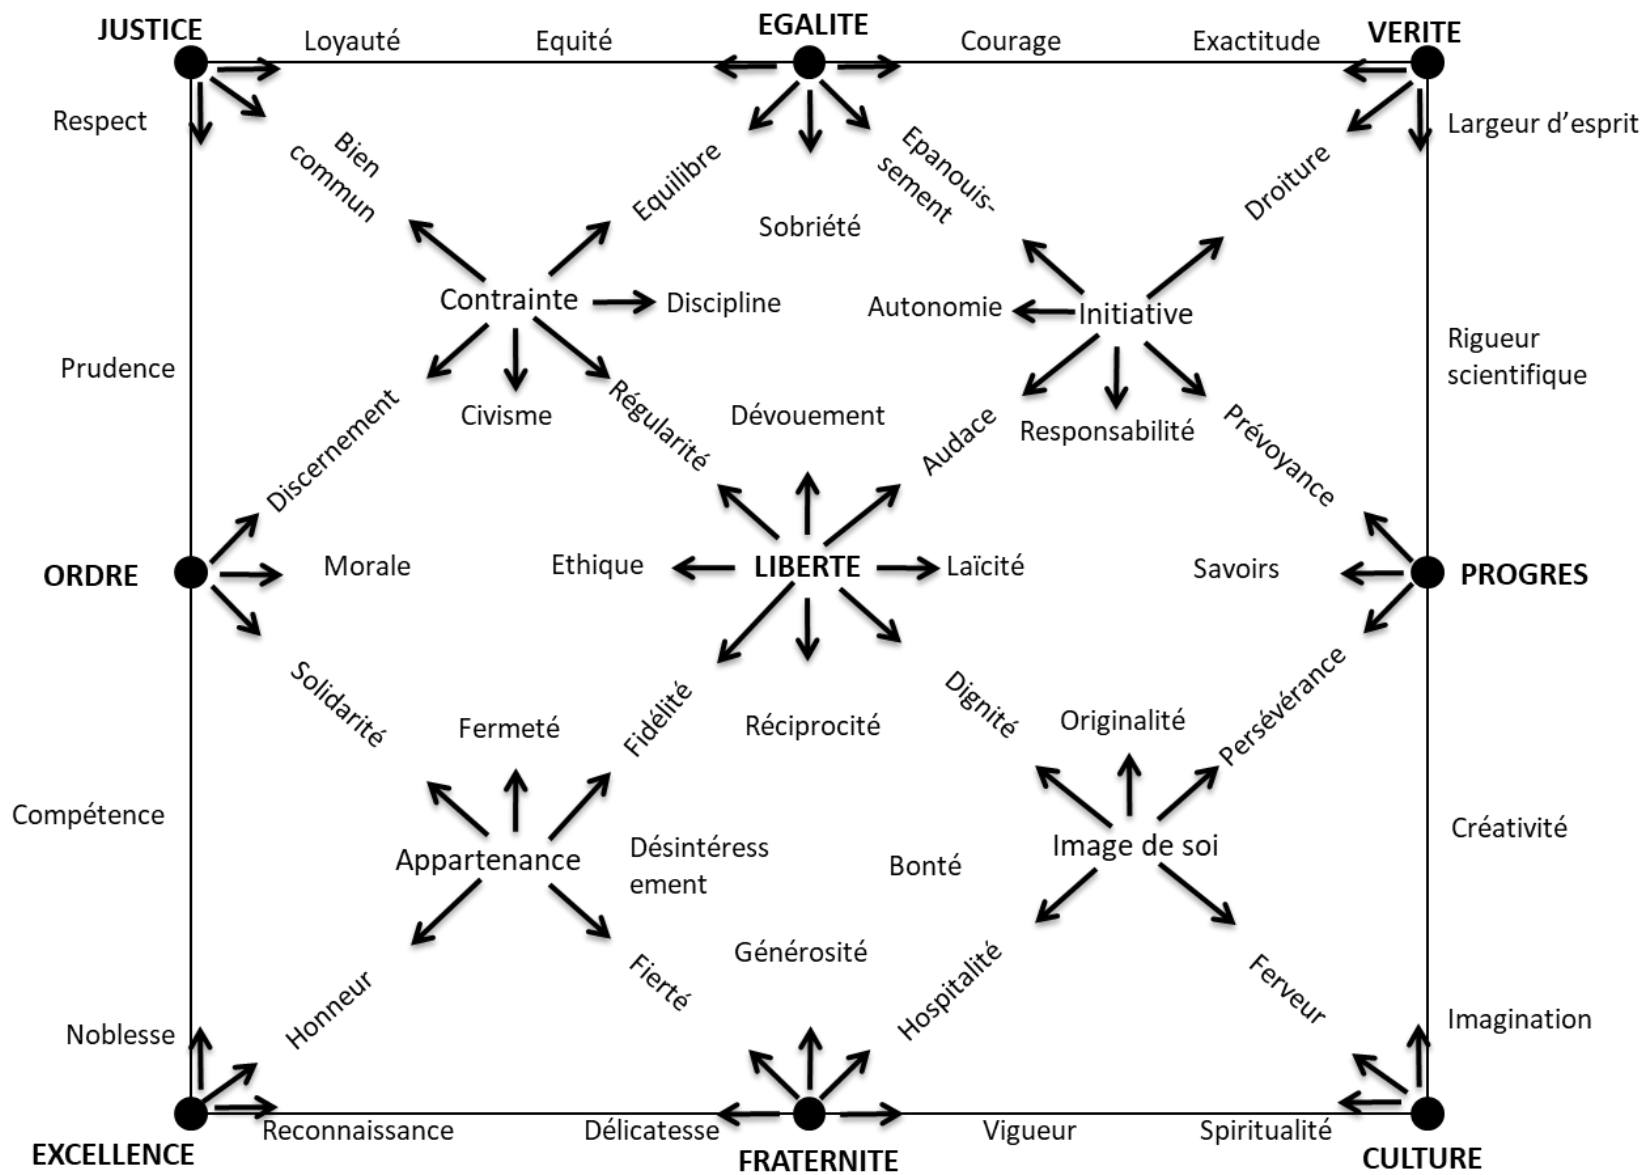 JUSTICE
EGALITE
VERITE
Loyauté
Equité
Courage
Exactitude
Respect
Largeur d’esprit
Bien
commun
Equilibre
Epanouis-
sement
Droiture
Sobriété
Contrainte
Discipline
Autonomie
Initiative
Prudence
Rigueur
scientifique
Discernement
Civisme
Régularité
Dévouement
Audace
Responsabilité
Prévoyance
ORDRE
Morale
Ethique
LIBERTE
Laïcité
Savoirs
PROGRES
Solidarité
Fermeté
Fidélité
Réciprocité
Dignité
Originalité
Persévérance
Compétence
Appartenance
Désintéress
ement
Bonté
Image de soi
Créativité
Honneur
Fierté
Générosité
Hospitalité
Ferveur
Noblesse
Imagination
Reconnaissance
Délicatesse
Vigueur
Spiritualité
EXCELLENCE
FRATERNITE
CULTURE